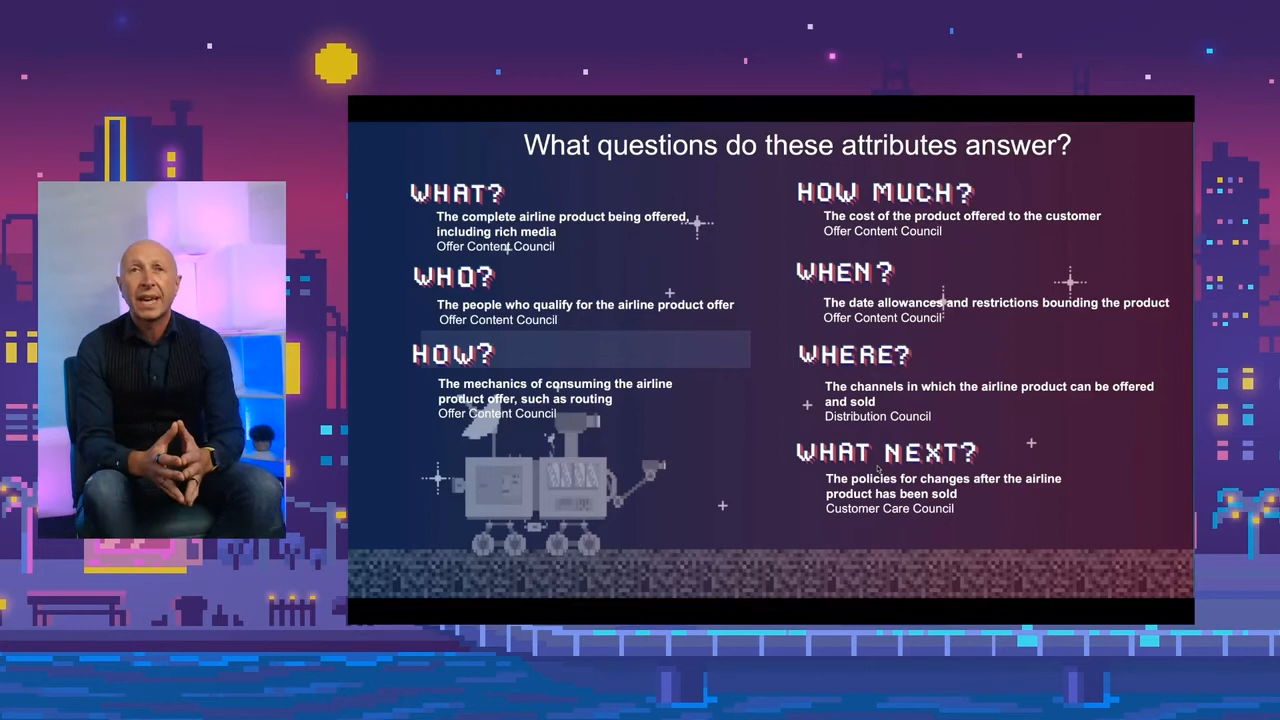 What questions do these attributes answer?
WHAT?
The complete airline product being offered,
including rich media
Offer Content Council
WHO?
The people who qualify for the airline product offer
Offer Content Council
HOW?
The mechanics of consuming the airline
product offer, such as routing
Offer Content Council
HOW MUCH?
The cost of the product offered to the customer
Offer Content Council
WHEN?
The date allowances and restrictions bounding the product
Offer Content Council
WHERE?
The channels in which the airline product can be offered
and sold
Distribution Council
WHAT NEXT?
The policies for changes after the airline
product has been sold
Customer Care Council